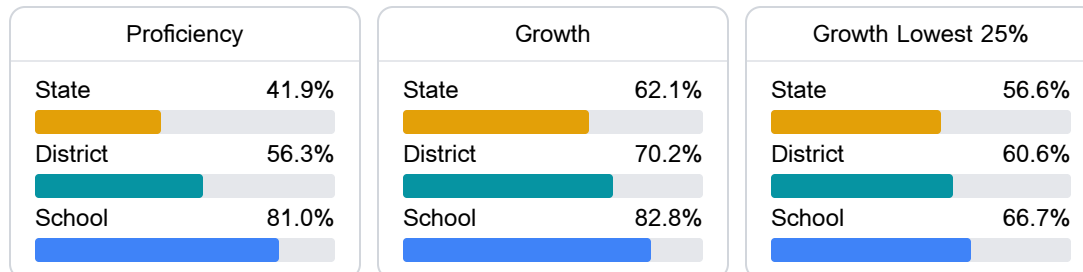 Proficiency
State 41.9%
District 56.3%
School 81.0%
Growth
State 62.1%
District 70.2%
School 82.8%
Growth Lowest 25%
State 56.6%
District 60.6%
School 66.7%